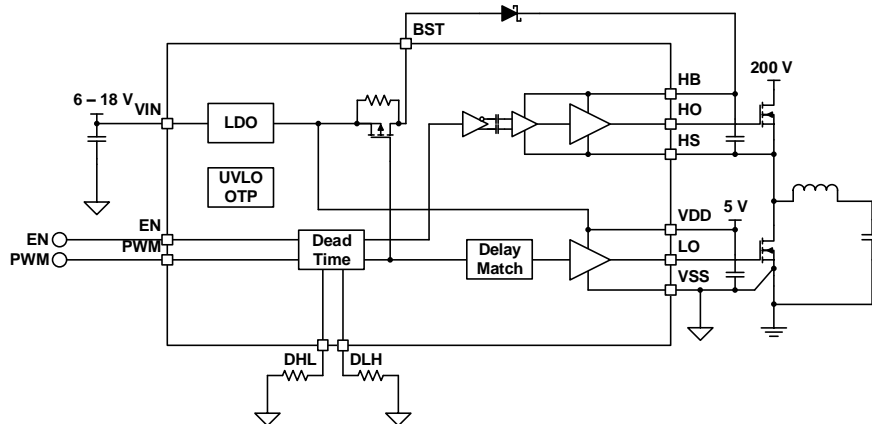 BST
200 V
6 – 18 V
VIN
LDO
HB
HO
HS
UVLO
OTP
5 V
VDD
EN
EN
PWM
PWM
Dead
Time
Delay
Match
LO
VSS
DHL
DLH